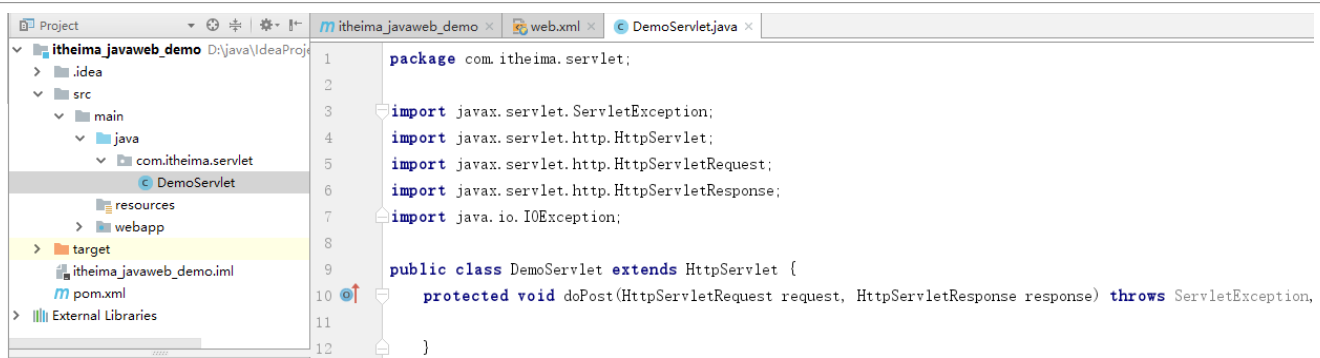 Project
itheima_javaweb_demo
web.xml
DemoServlet.java
itheima_javaweb_demo D:\java\IdeaProje
.idea
src
main
java
com.itheima.servlet
DemoServlet
resources
webapp
target
itheima_javaweb_demo.iml
pom.xml
External Libraries
1 package com.itheima.servlet;
2
3 import javax.servlet.ServletException;
4 import javax.servlet.http.HttpServlet;
5 import javax.servlet.http.HttpServletRequest;
6 import javax.servlet.http.HttpServletResponse;
7 import java.io.IOException;
8
9 public class DemoServlet extends HttpServlet {
10 protected void doPost(HttpServletRequest request, HttpServletResponse response) throws ServletException,
11
12 }